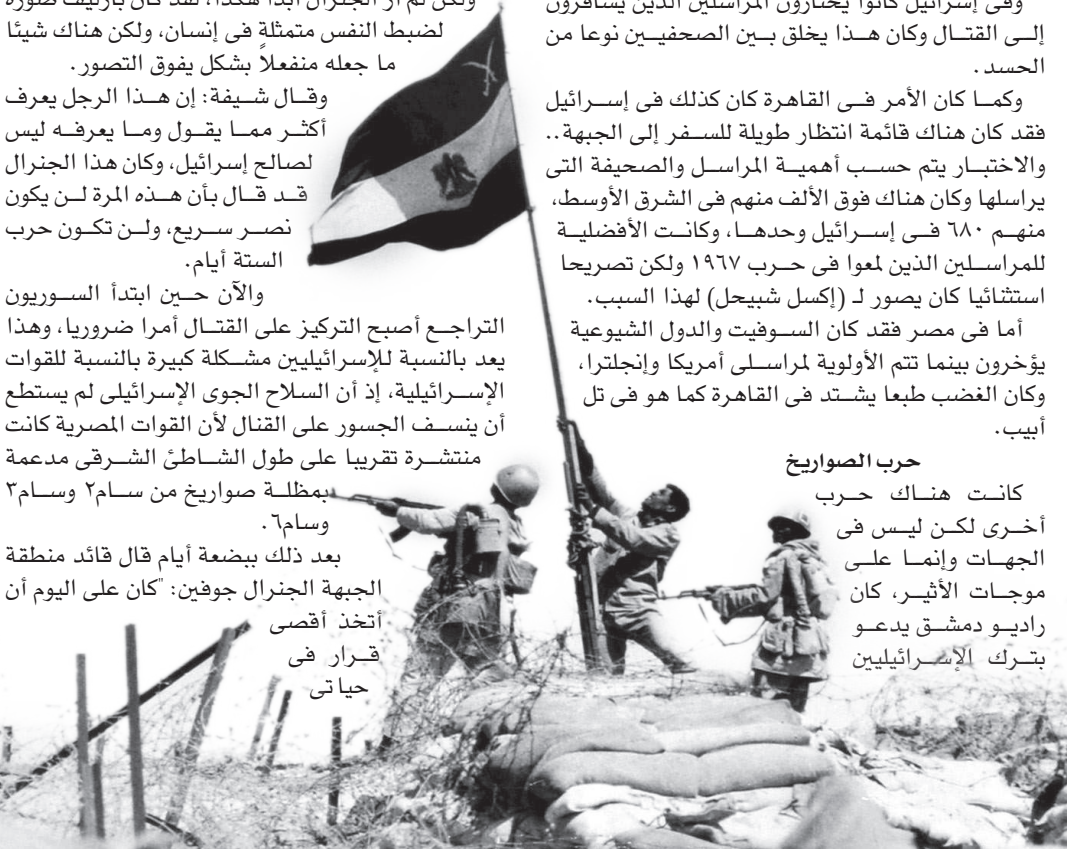 وفى إسرائيل كانوا يختارون المراسلين الذين يسافرون
إلى القتال وكان هذا يخلق بين الصحفيين نوعا من
الحسد.
وكما كان الأمر فى القاهرة كان كذلك فى إسرائيل
فقد كان هناك قائمة انتظار طويلة للسفر إلى الجبهة..
والاختبار يتم حسب أهمية المراسل والصحيفة التى
يراسلها وكان هناك فوق الألف منهم فى الشرق الأوسط،
منهم ٦٨٠ فى إسرائيل وحدها، وكانت الأفضلية
للمراسلين الذين لمعوا فى حرب ١٩٦٧ ولكن تصريحا
استثنائيا كان يصور لـ (إكسل شبيحل) لهذا السبب.
أما فى مصر فقد كان السوفيت والدول الشيوعية
يؤخرون بينما تتم الأولوية لمراسلى أمريكا وإنجلترا،
وكان الغضب طبعا يشتد فى القاهرة كما هو فى تل
أبيب.
حرب الصواريخ
كانت هناك حرب
أخرى لكن ليس فى
الجهات وإنما على
موجات الأثير، كان
راديو دمشق يدعو
بترك الإسرائيليين
ولكن لم أر الجنرال أبدا هكذا، لقد كان بارليف صورة
لضبط النفس متمثلة فى إنسان، ولكن هناك شيئا
ما جعله منفعلاً بشكل يفوق التصور.
وقال شيفة: إن هذا الرجل يعرف
أكثر مما يقول وما يعرفه ليس
لصالح إسرائيل، وكان هذا الجنرال
قد قال بأن هذه المرة لن يكون
نصر سريع، ولن تكون حرب
الستة أيام.
والآن حين ابتدأ السوريون
التراجع أصبح التركيز على القتال أمرا ضروريا، وهذا
يعد بالنسبة للإسرائيليين مشكلة كبيرة بالنسبة للقوات
الإسرائيلية، إذ أن السلاح الجوى الإسرائيلى لم يستطع
أن ينسف الجسور على القنال لأن القوات المصرية كانت
منتشرة تقريبا على طول الشاطئ الشرقى مدعمة
بمظلة صواريخ من سام٢ وسام٣
وسام٦.
بعد ذلك ببضعة أيام قال قائد منطقة
الجبهة الجنرال جوفين: "كان على اليوم أن
أتخذ أقصى
قرار فى
حياتى